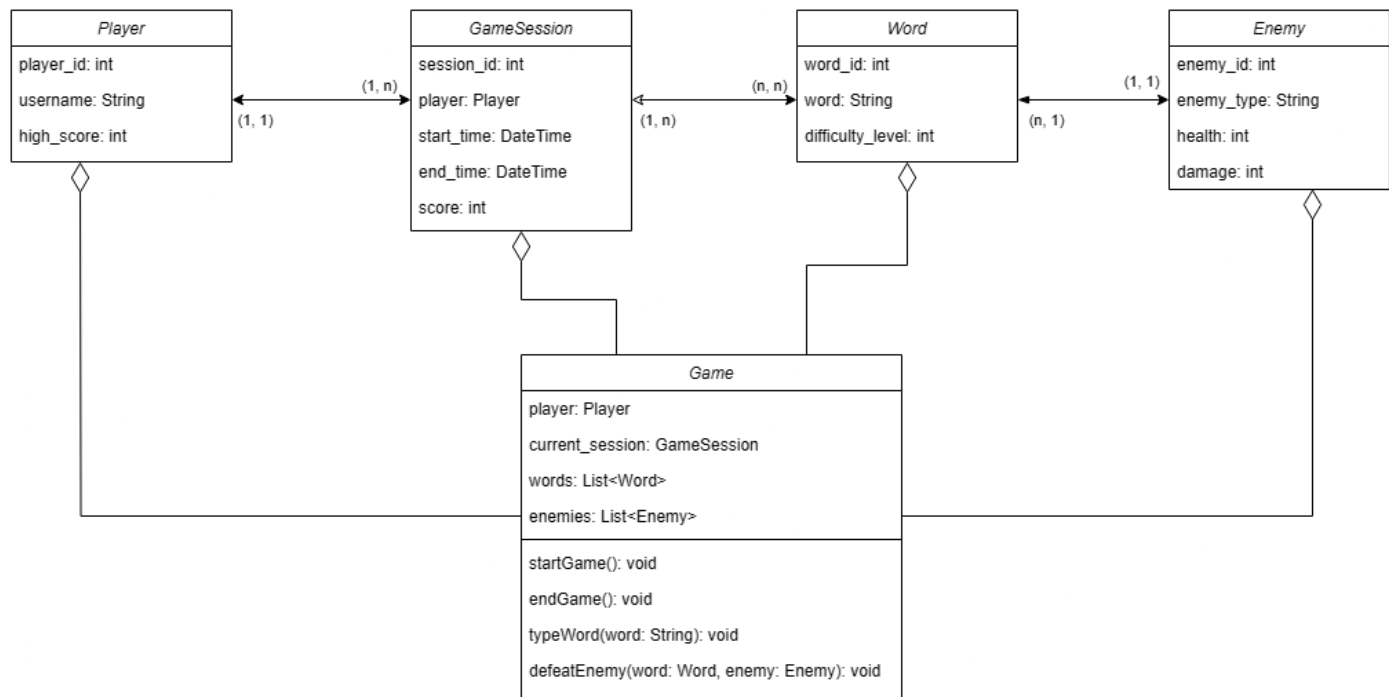 Player
player_id: int
username: String
high_score: int
(1, n)
(1, 1)
GameSession
session_id: int
player: Player
start_time: DateTime
end_time: DateTime
score: int
(n, n)
(1, n)
Word
word_id: int
word: String
difficulty_level: int
(1, 1)
(n, 1)
Enemy
enemy_id: int
enemy_type: String
health: int
damage: int
Game
player: Player
current_session: GameSession
words: List<Word>
enemies: List<Enemy>
startGame(): void
endGame(): void
typeWord(word: String): void
defeatEnemy(word: Word, enemy: Enemy): void